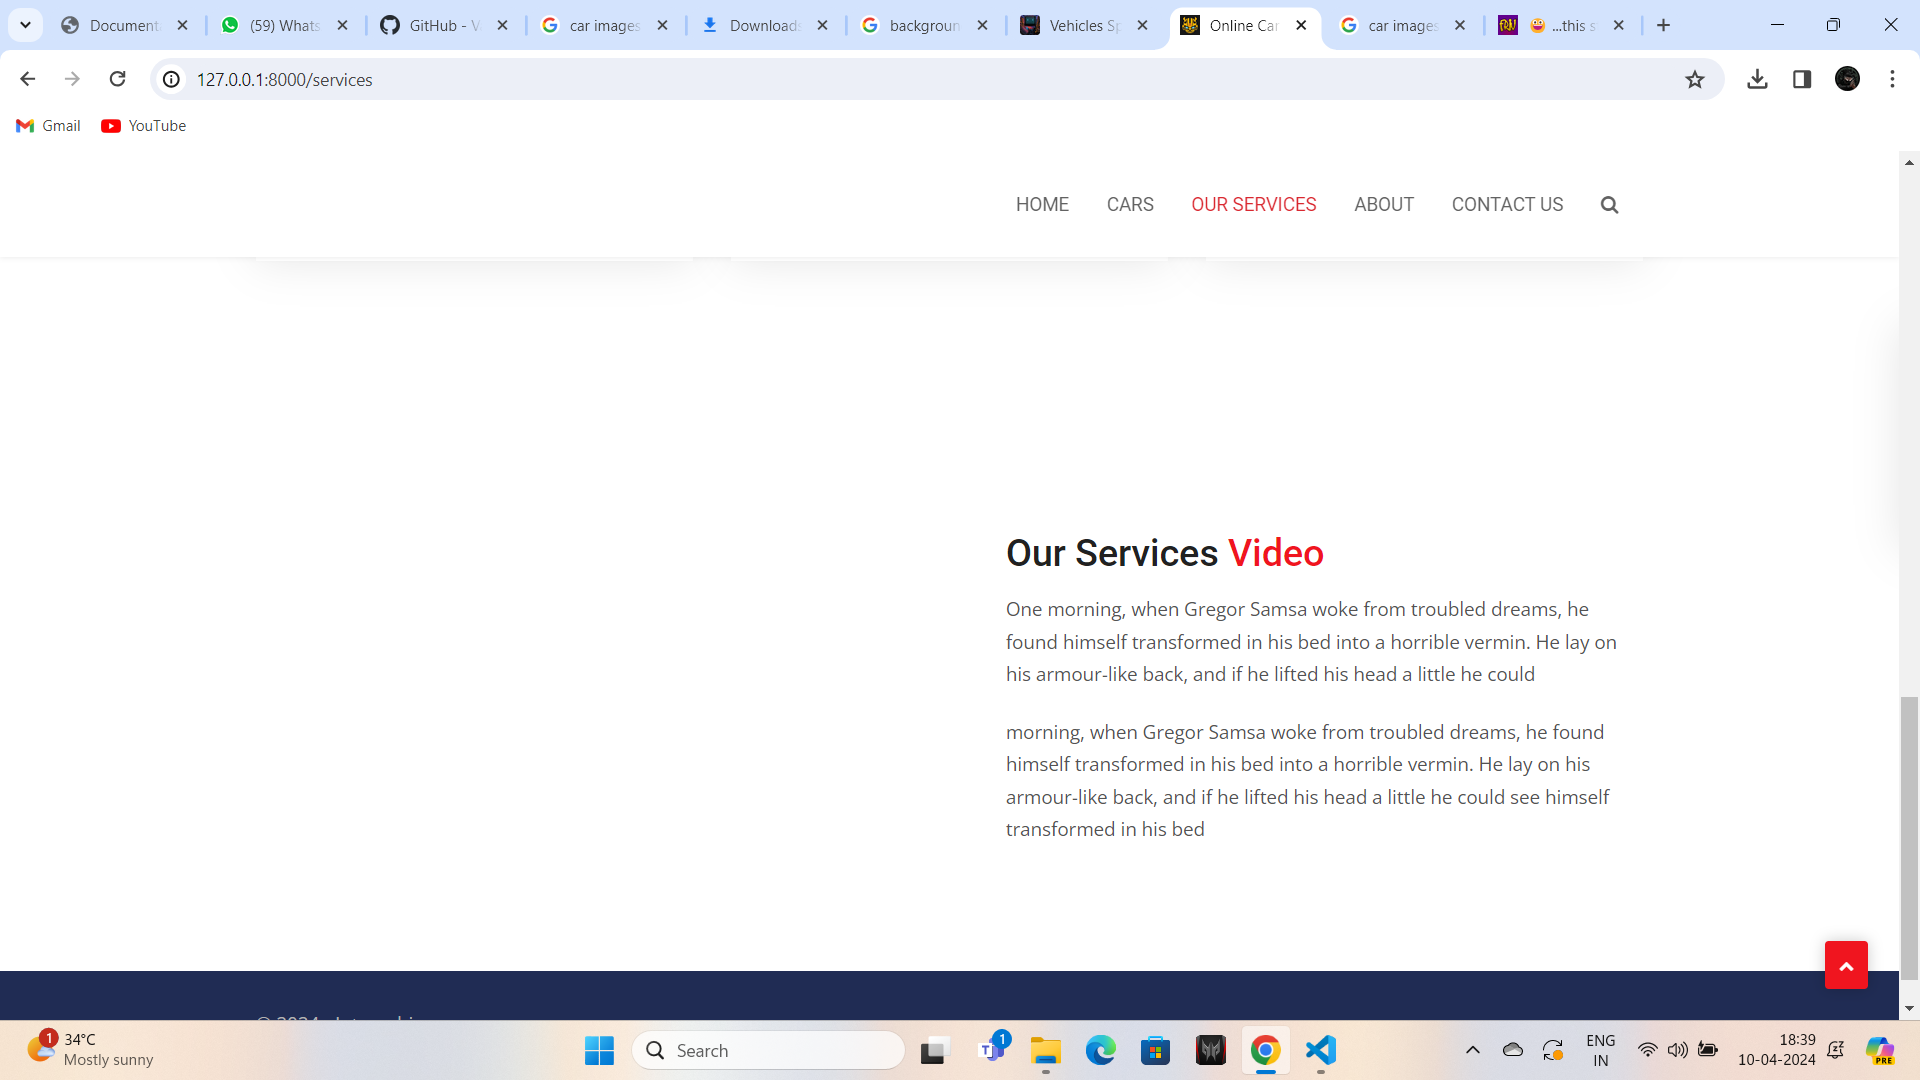 Document
(59) Whats
GitHub - V
car images
Downloads
backgroun
Vehicles Sp
Online Car
car images
...this s
127.0.0.1:8000/services
Gmail
YouTube
HOME
CARS
OUR SERVICES
ABOUT
CONTACT US
Our Services Video
One morning, when Gregor Samsa woke from troubled dreams, he
found himself transformed in his bed into a horrible vermin. He lay on
his armour-like back, and if he lifted his head a little he could
morning, when Gregor Samsa woke from troubled dreams, he found
himself transformed in his bed into a horrible vermin. He lay on his
armour-like back, and if he lifted his head a little he could see himself
transformed in his bed
© 2024
1
34°C
Mostly sunny
Search
1
ENG
IN
18:39
10-04-2024
PRE